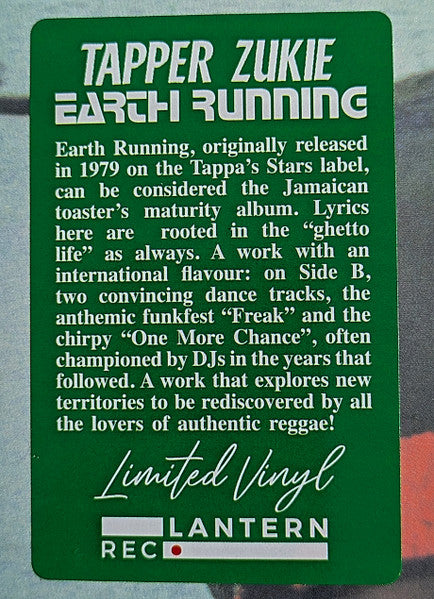 TAPPER ZUKIE
EARTH RUNNING
Earth Running, originally released
in 1979 on the Tappa's Stars label,
can be considered the Jamaican
toaster's maturity album. Lyrics
here are rooted in the "ghetto
life" as always. A work with an
international flavour: on Side B,
two convincing dance tracks, the
anthemic funkfest "Freak" and the
chirpy "One More Chance", often
championed by DJs in the years that
followed. A work that explores new
territories to be rediscovered by all
the lovers of authentic reggae!
Limited Vinyl
LANTERN
REC